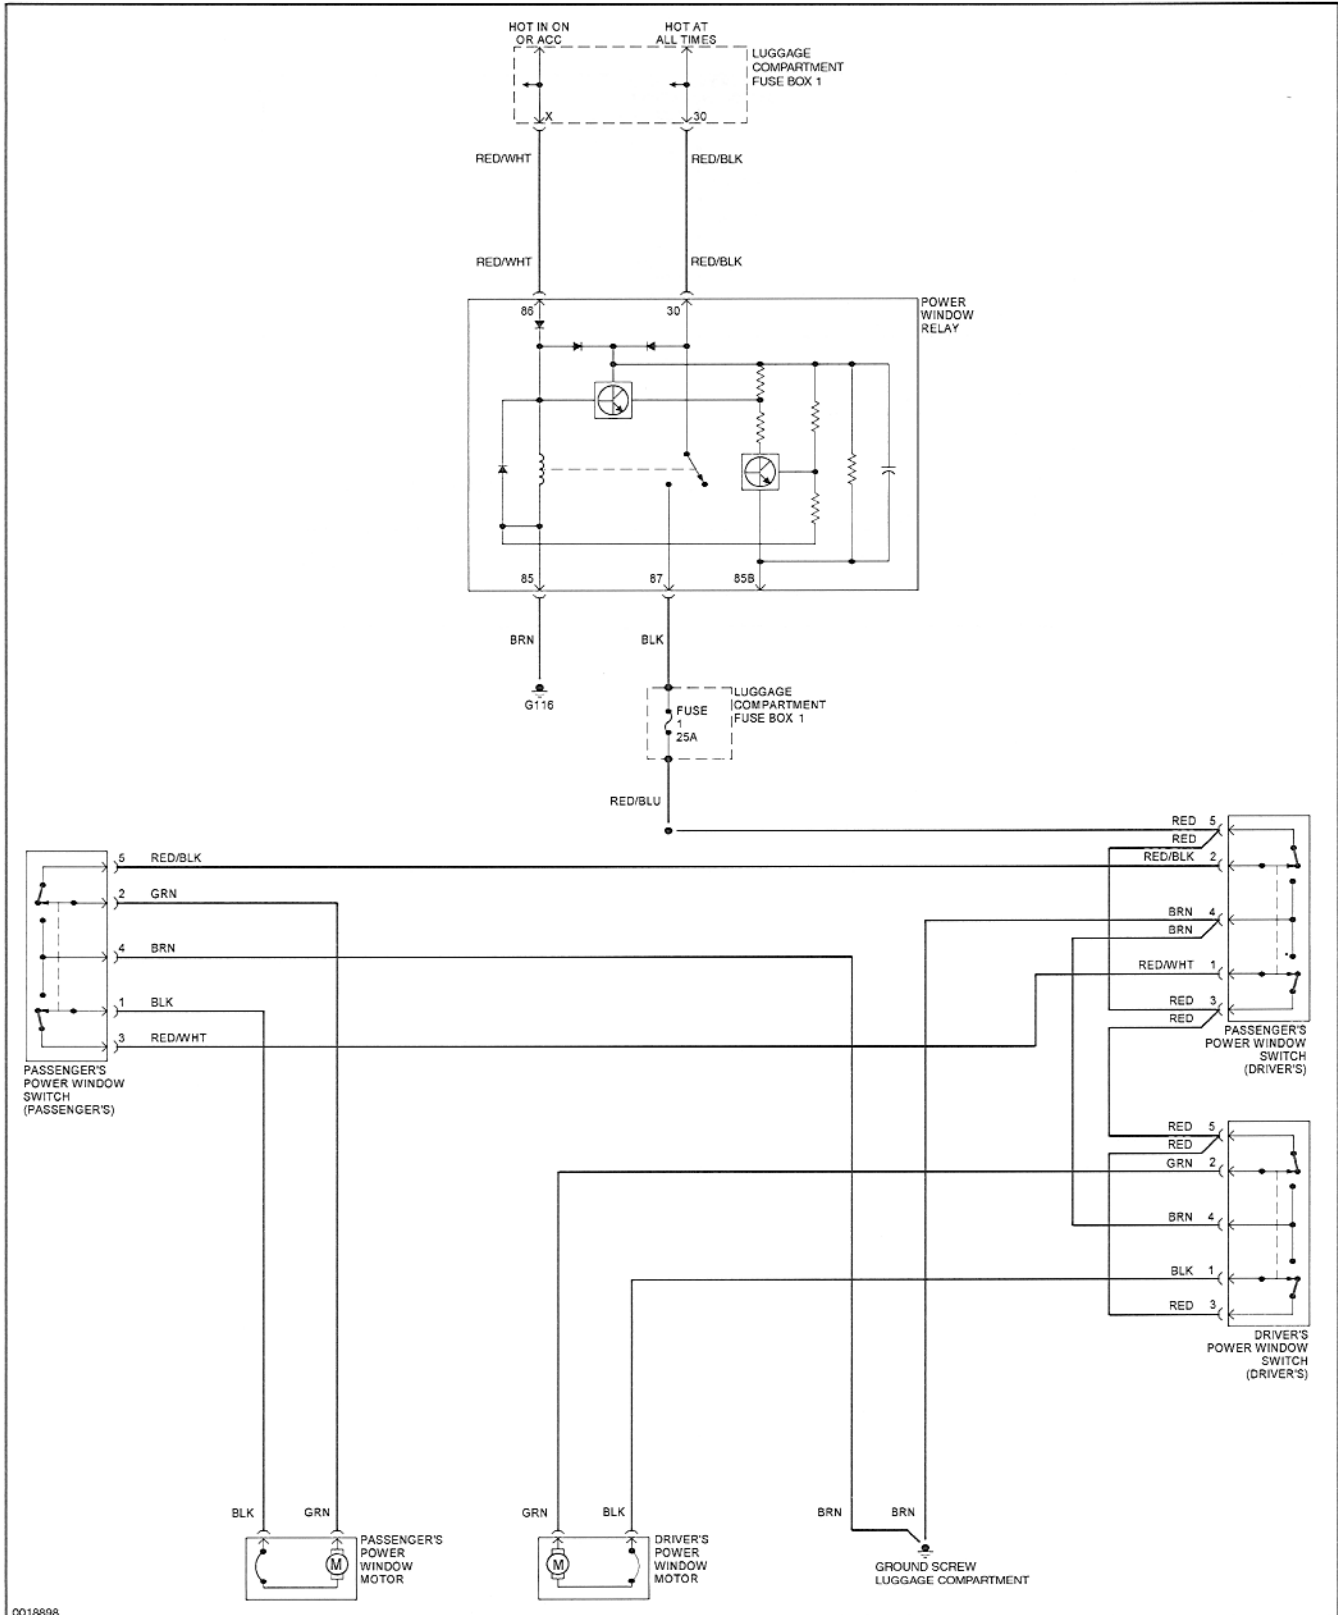 HOT IN ON
OR ACC
HOT AT
ALL TIMES
LUGGAGE
COMPARTMENT
FUSE BOX 1
X
30
RED/WHT
RED/BLK
RED/WHT
RED/BLK
86
30
POWER
WINDOW
RELAY
85
87
85B
BRN
BLK
G116
FUSE
1
25A
LUGGAGE
COMPARTMENT
FUSE BOX 1
RED/BLU
RED 5
RED
RED/BLK 2
BRN 4
BRN
RED/WHT 1
RED 3
RED
PASSENGER'S
POWER WINDOW
SWITCH
(DRIVER'S)
5 RED/BLK
2 GRN
4 BRN
1 BLK
3 RED/WHT
PASSENGER'S
POWER WINDOW
SWITCH
(PASSENGER'S)
RED 5
RED
GRN 2
BRN 4
BLK 1
RED 3
DRIVER'S
POWER WINDOW
SWITCH
(DRIVER'S)
BLK
GRN
GRN
BLK
BRN
BRN
M
PASSENGER'S
POWER
WINDOW
MOTOR
M
DRIVER'S
POWER
WINDOW
MOTOR
GROUND SCREW
LUGGAGE COMPARTMENT
0018898